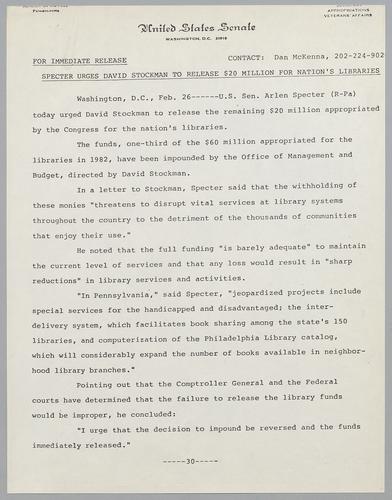 PENNSYLVANIA
APPROPRIATIONS
VETERANS' AFFAIRS
United States Senate
WASHINGTON, D.C. 20510
FOR IMMEDIATE RELEASE CONTACT: Dan McKenna, 202-224-902
SPECTER URGES DAVID STOCKMAN TO RELEASE $20 MILLION FOR NATION'S LIBRARIES
Washington, D.C., Feb. 26------U.S. Sen. Arlen Specter (R-Pa)
today urged David Stockman to release the remaining $20 million appropriated
by the Congress for the nation's libraries.
The funds, one-third of the $60 million appropriated for the
libraries in 1982, have been impounded by the Office of Management and
Budget, directed by David Stockman.
In a letter to Stockman, Specter said that the withholding of
these monies "threatens to disrupt vital services at library systems
throughout the country to the detriment of the thousands of communities
that enjoy their use."
He noted that the full funding "is barely adequate" to maintain
the current level of services and that any loss would result in "sharp
reductions" in library services and activities.
"In Pennsylvania," said Specter, "jeopardized projects include
special services for the handicapped and disadvantaged; the inter-
delivery system, which facilitates book sharing among the state's 150
libraries, and computerization of the Philadelphia Library catalog,
which will considerably expand the number of books available in neighbor-
hood library branches."
Pointing out that the Comptroller General and the Federal
courts have determined that the failure to release the library funds
would be improper, he concluded:
"I urge that the decision to impound be reversed and the funds
immediately released."
-----30-----